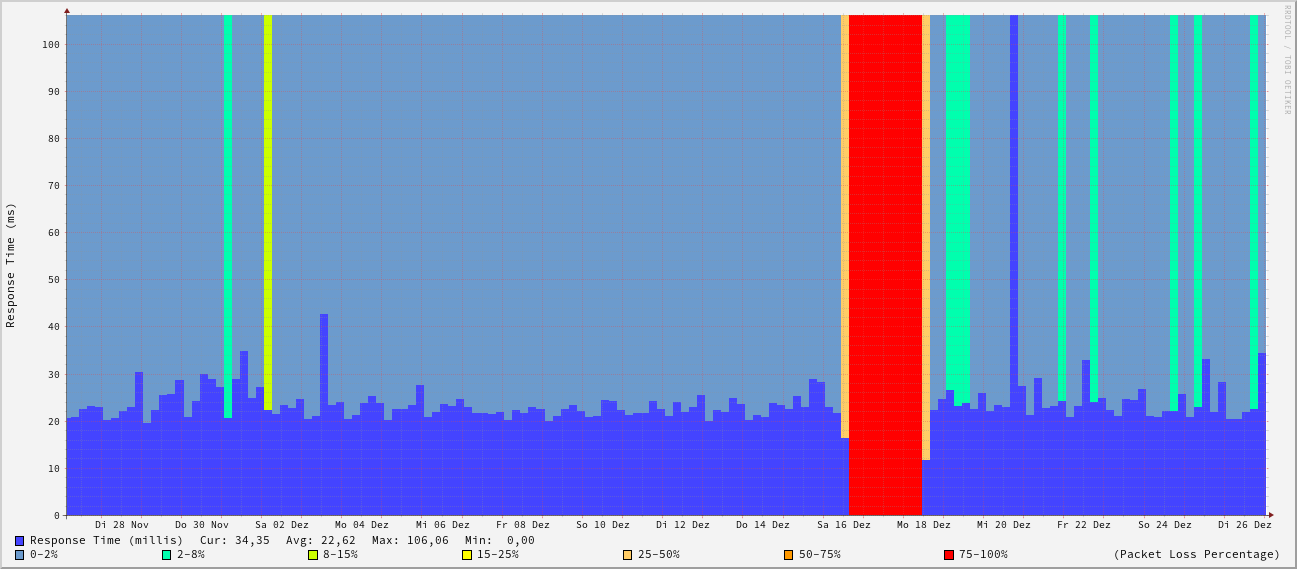 RRDTOOL / TOBI OETIKER
Response Time (ms)
100
90
80
70
60
50
40
30
20
10
0
Di 28 Nov Do 30 Nov Sa 02 Dez Mo 04 Dez Mi 06 Dez Fr 08 Dez So 10 Dez Di 12 Dez Do 14 Dez Sa 16 Dez Mo 18 Dez Mi 20 Dez Fr 22 Dez So 24 Dez Di 26 Dez
Response Time (millis) Cur: 34,35 Avg: 22,62 Max: 106,06 Min: 0,00
0-2% 2-8% 8-15% 15-25% 25-50% 50-75% 75-100% (Packet Loss Percentage)